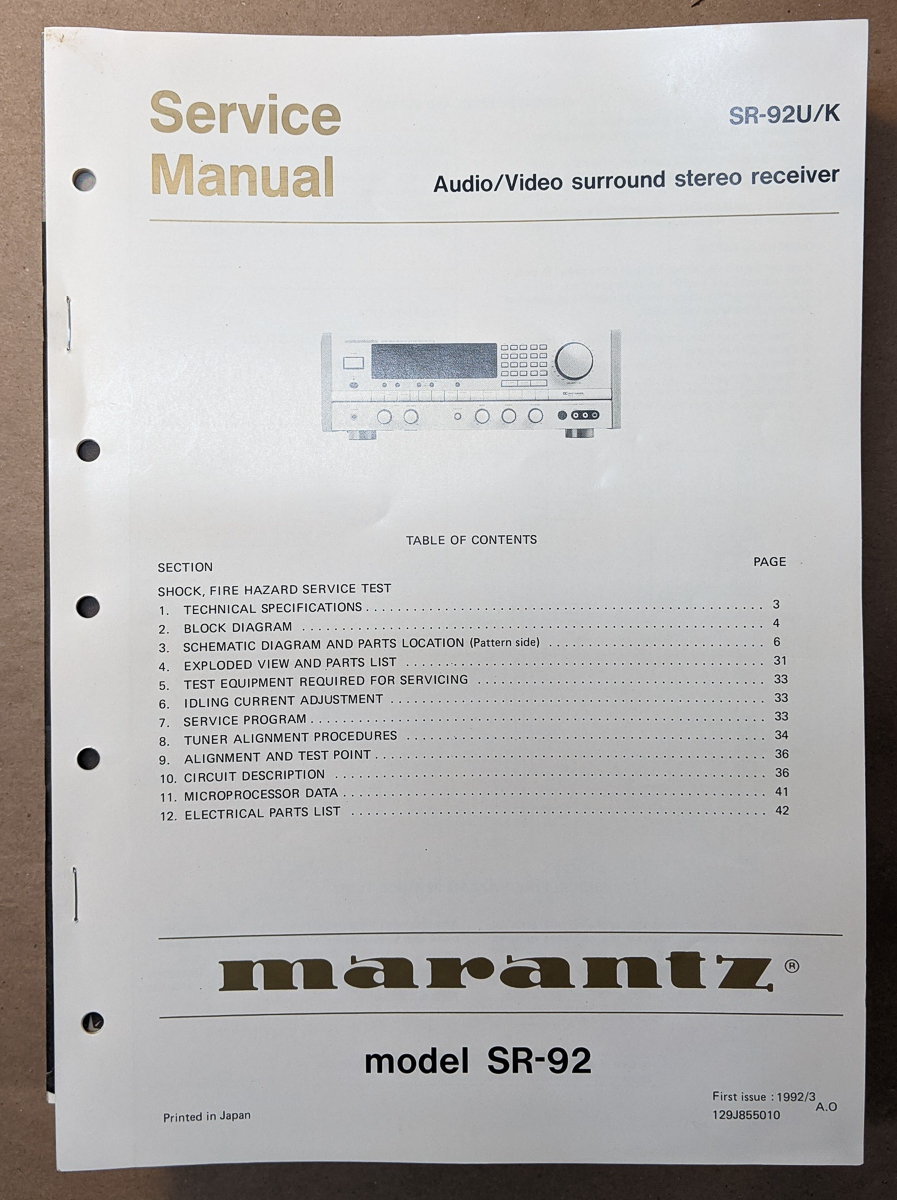 Service
Manual
SR-92U/K
Audio/Video surround stereo receiver
TABLE OF CONTENTS
SECTION PAGE
SHOCK, FIRE HAZARD SERVICE TEST
1. TECHNICAL SPECIFICATIONS 3
2. BLOCK DIAGRAM 4
3. SCHEMATIC DIAGRAM AND PARTS LOCATION (Pattern side) 6
4. EXPLODED VIEW AND PARTS LIST 31
5. TEST EQUIPMENT REQUIRED FOR SERVICING 33
6. IDLING CURRENT ADJUSTMENT 33
7. SERVICE PROGRAM 33
8. TUNER ALIGNMENT PROCEDURES 34
9. ALIGNMENT AND TEST POINT 36
10. CIRCUIT DESCRIPTION 36
11. MICROPROCESSOR DATA 41
12. ELECTRICAL PARTS LIST 42
marantz ®
model SR-92
Printed in Japan
First issue : 1992/3
A.O
129J855010